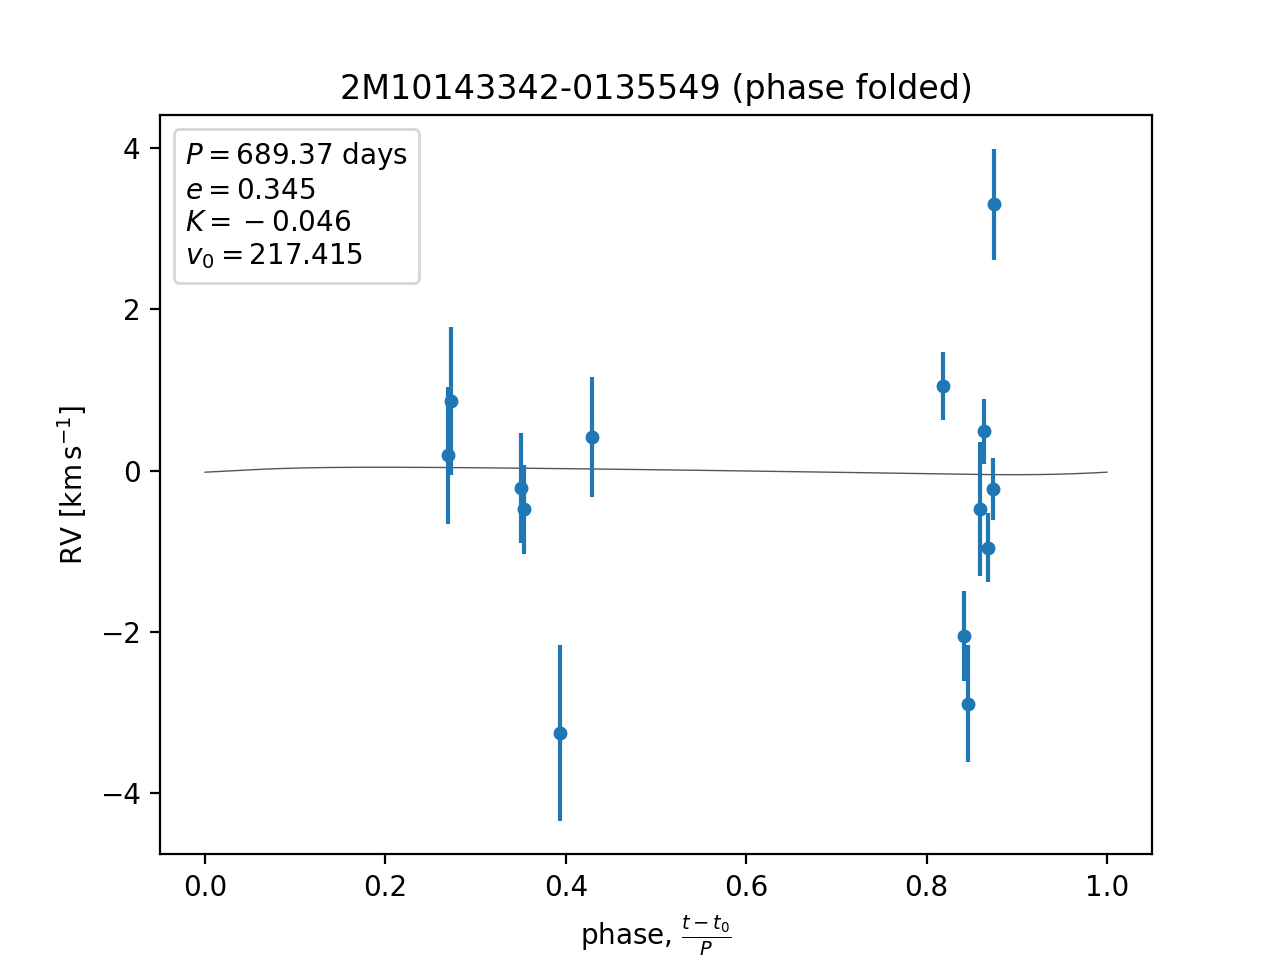 2M10143342-0135549 (phase folded)
P = 689.37 days
e = 0.345
K = −0.046
v₀ = 217.415
4
2
0
−2
−4
RV [km s⁻¹]
0.0 0.2 0.4 0.6 0.8 1.0
phase, (t − t₀)/P